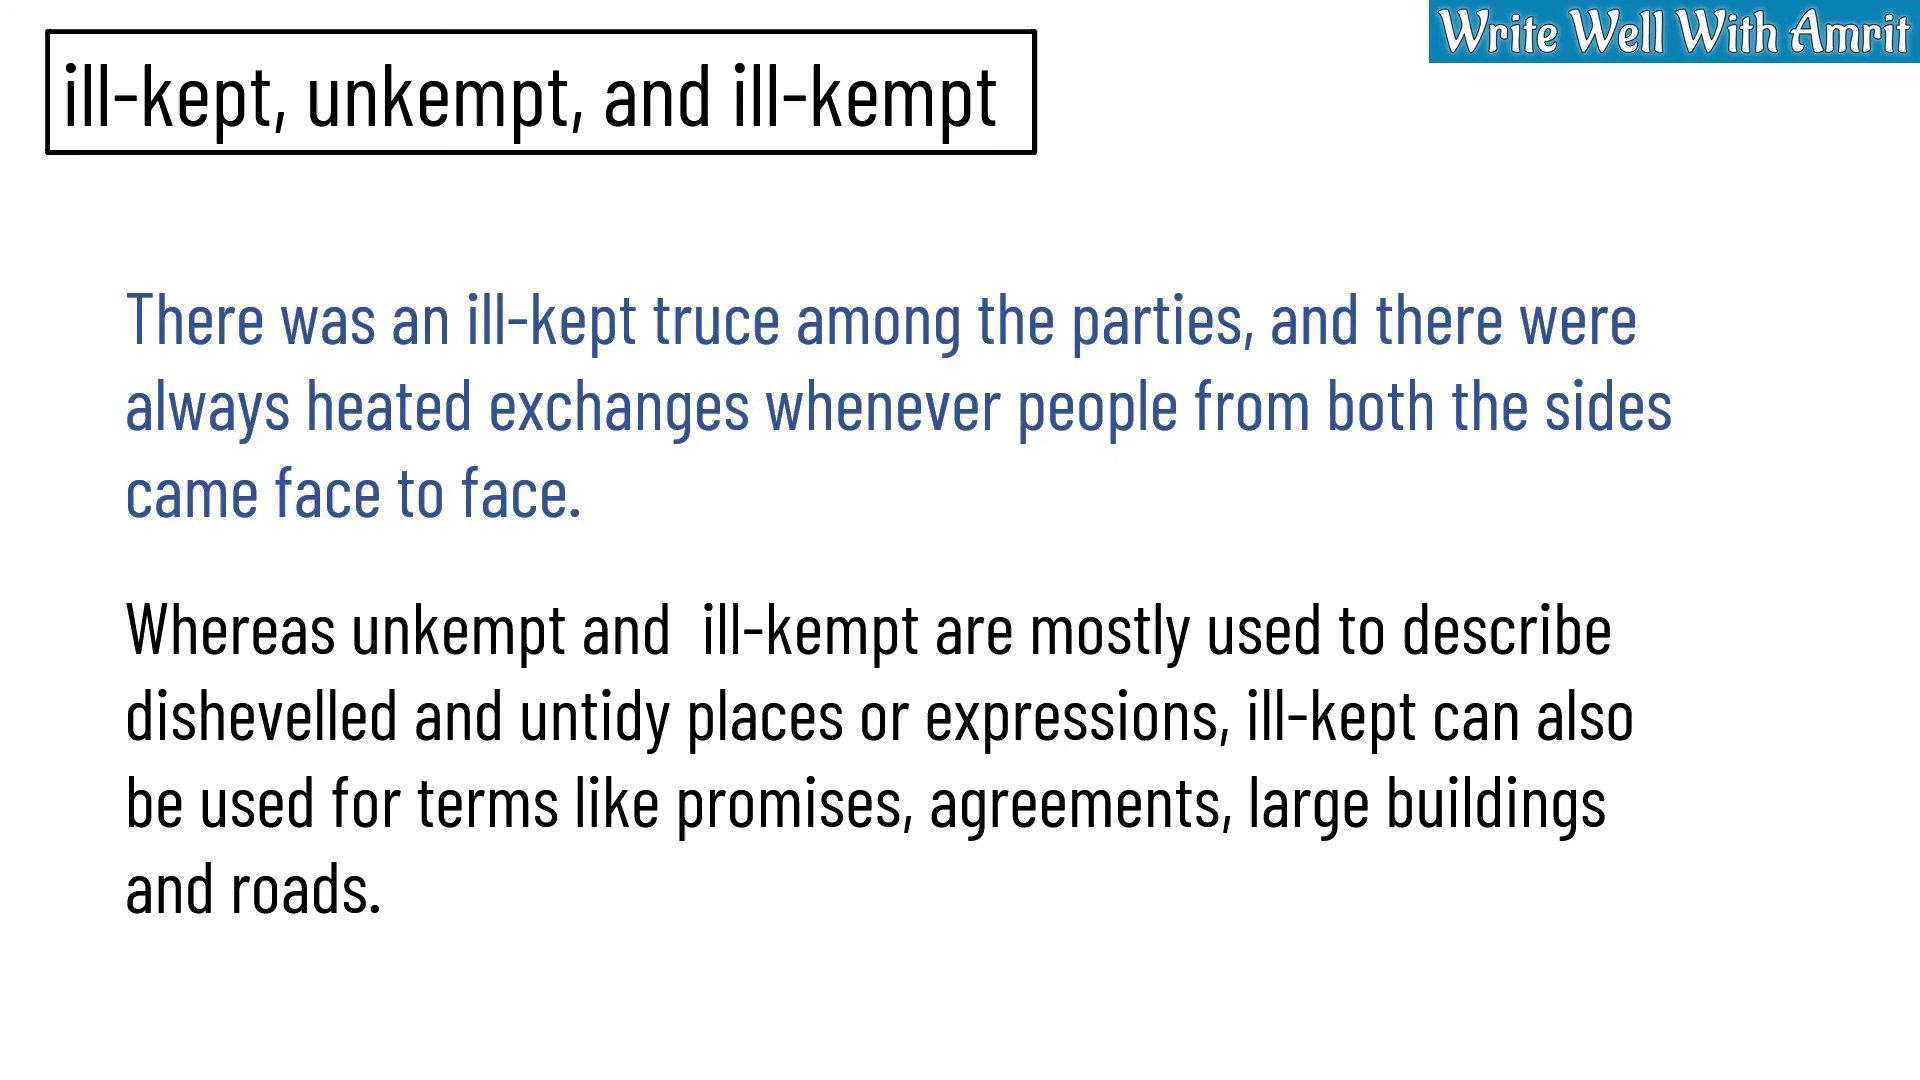 Write Well With Amrit
ill-kept, unkempt, and ill-kempt
There was an ill-kept truce among the parties, and there were
always heated exchanges whenever people from both the sides
came face to face.
Whereas unkempt and  ill-kempt are mostly used to describe
dishevelled and untidy places or expressions, ill-kept can also
be used for terms like promises, agreements, large buildings
and roads.